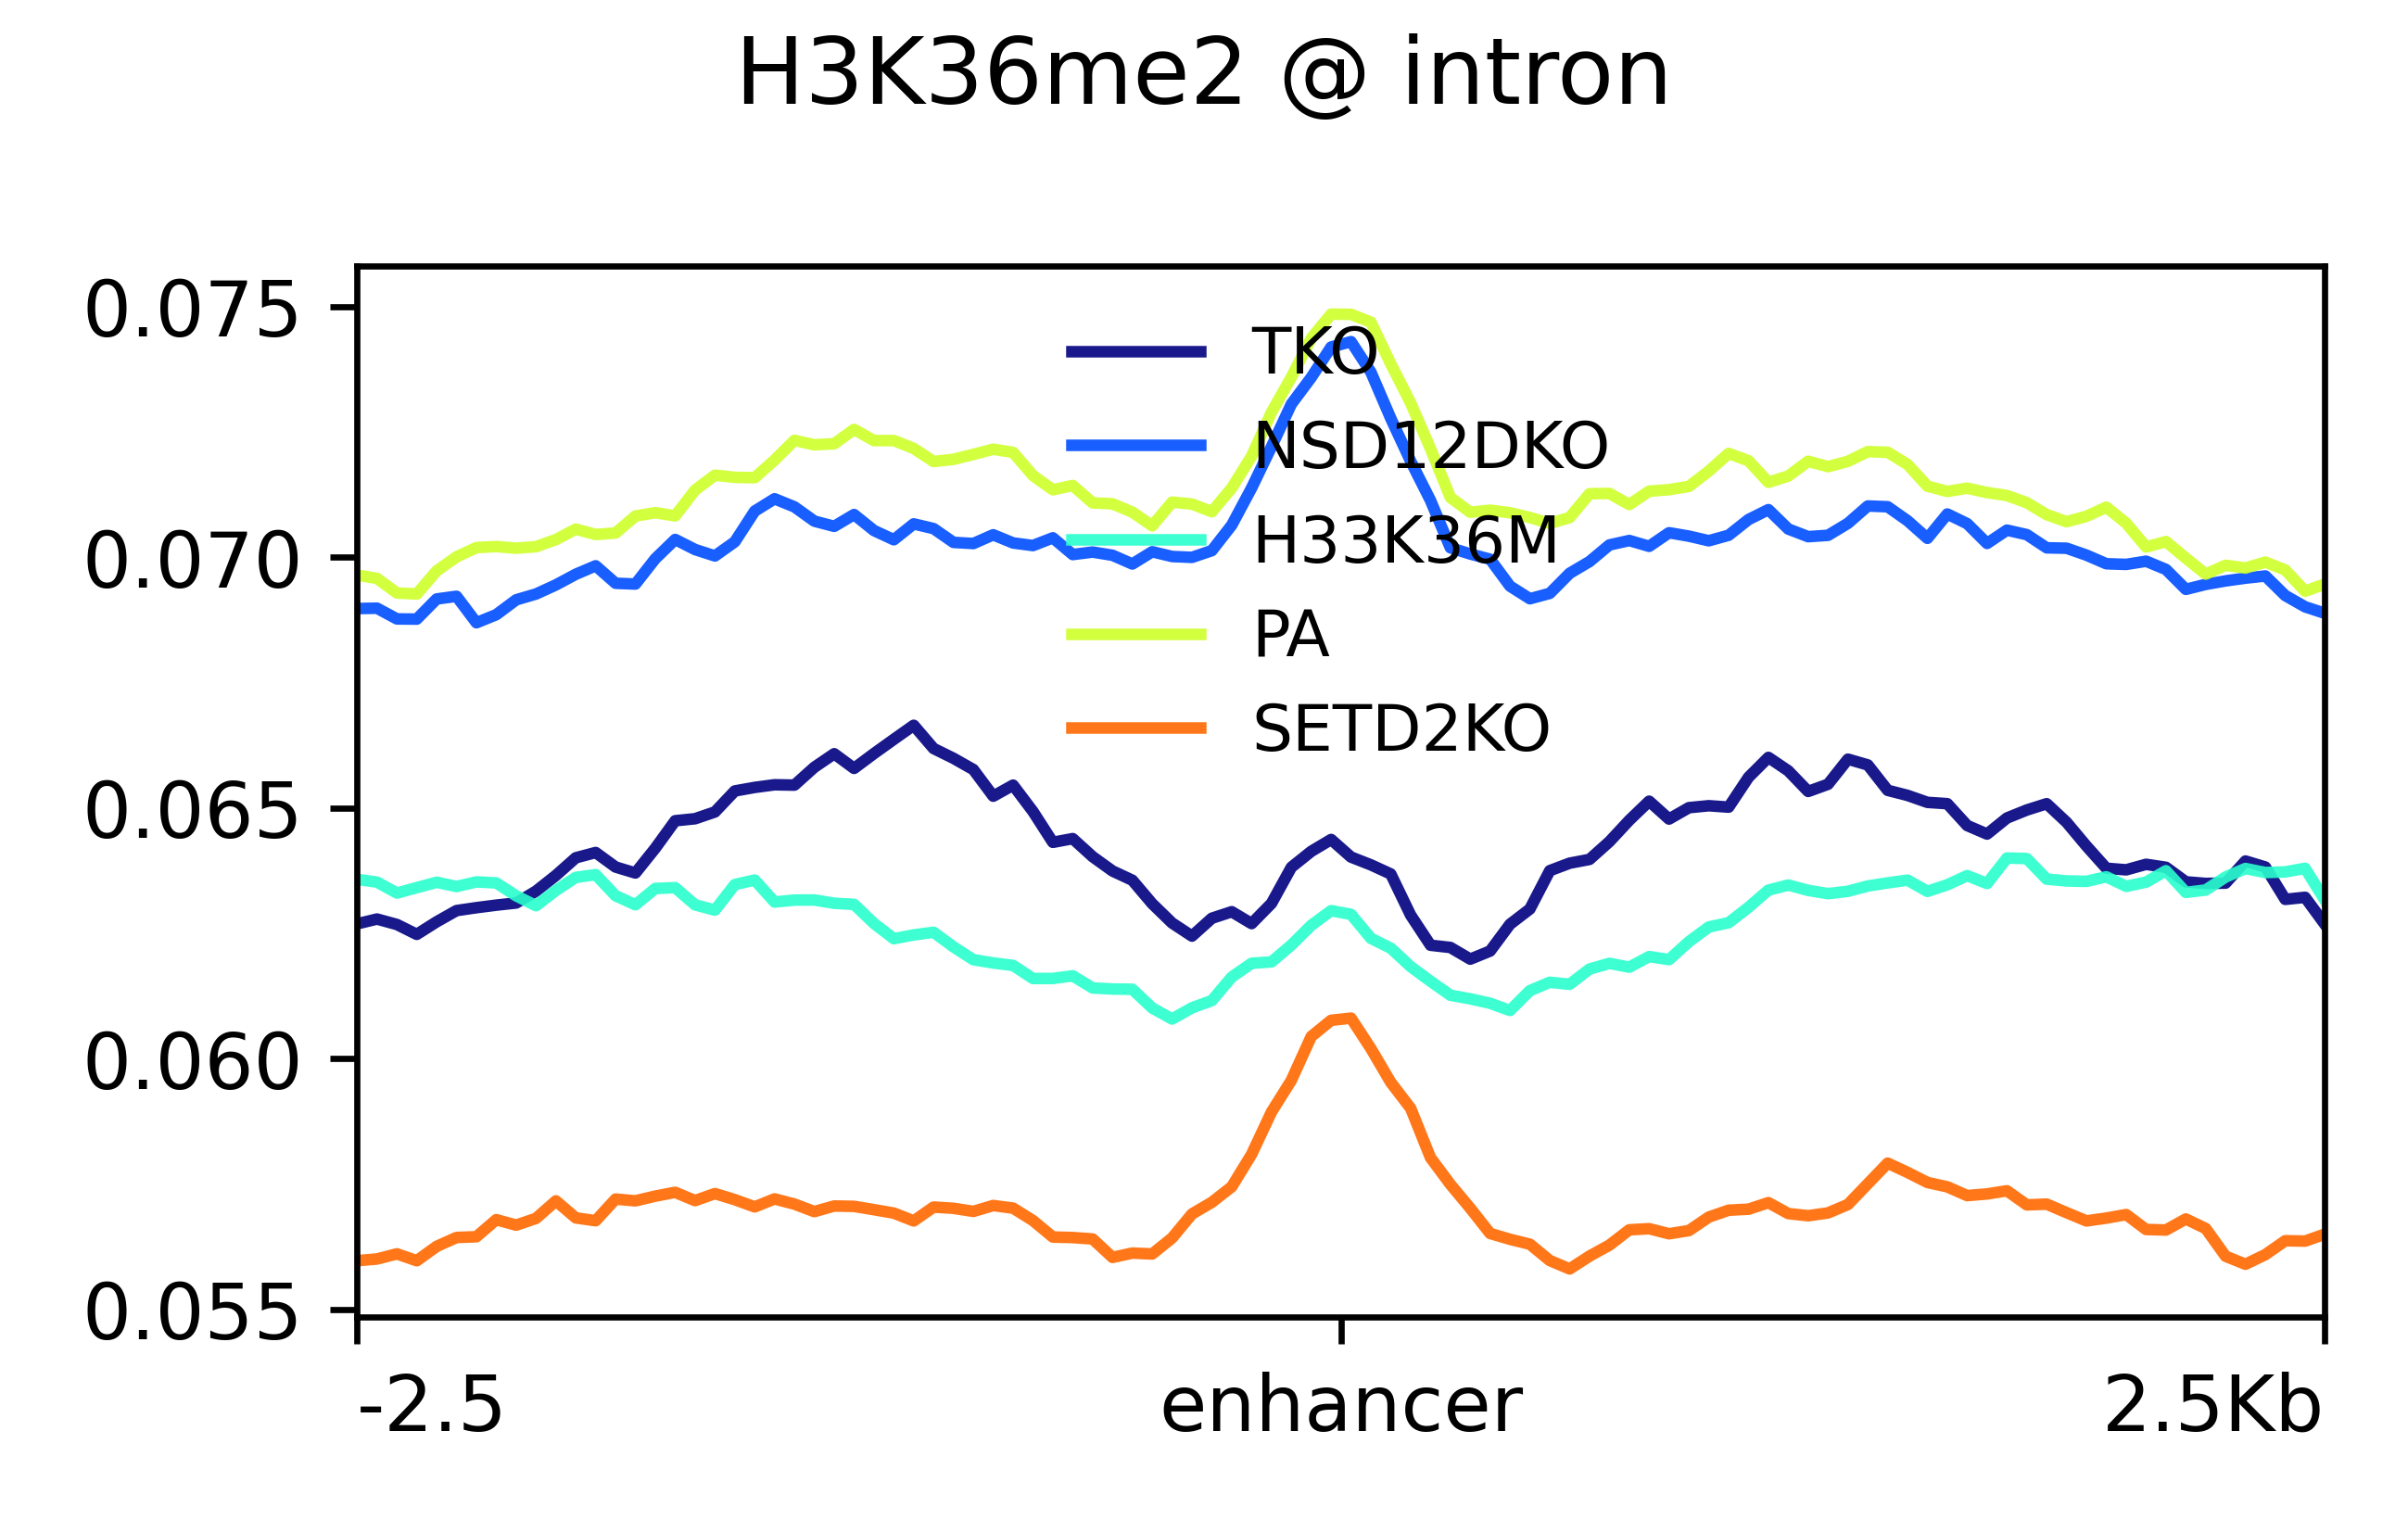 H3K36me2 @ intron
0.075
0.070
0.065
0.060
0.055
TKO
NSD12DKO
H33K36M
PA
SETD2KO
-2.5
enhancer
2.5Kb